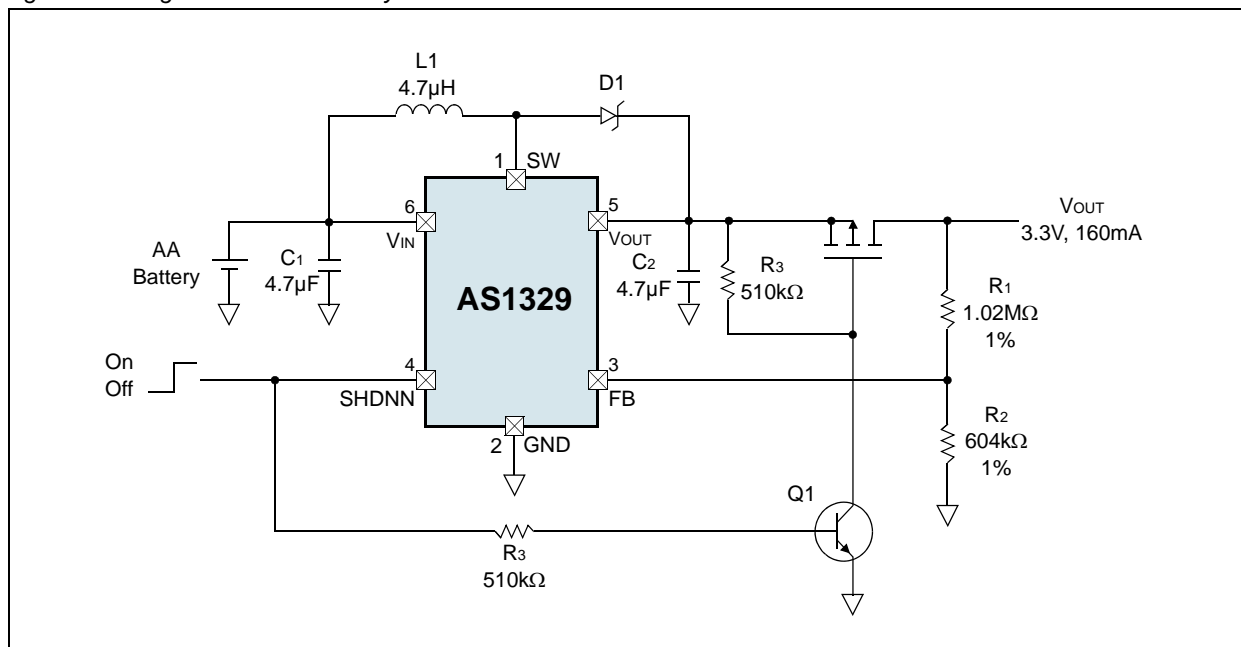 L1
4.7µH
D1
1
SW
6
VIN
5
VOUT
AA
Battery
C1
4.7µF
C2
4.7µF
R3
510kΩ
VOUT
3.3V, 160mA
R1
1.02MΩ
1%
AS1329
On
Off
4
SHDNN
3
FB
R2
604kΩ
1%
2
GND
Q1
R3
510kΩ